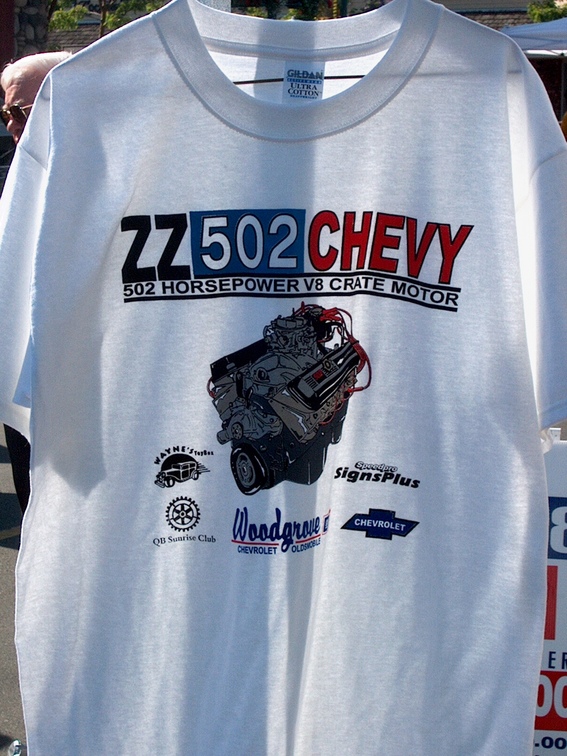 GILDAN
ULTRA
COTTON
ZZ502CHEVY
502 HORSEPOWER V8 CRATE MOTOR
WAYNE'S ToyBox
Speedpro
SignsPlus
QB Sunrise Club
Woodgrove
CHEVROLET OLDSMOBILE
CHEVROLET